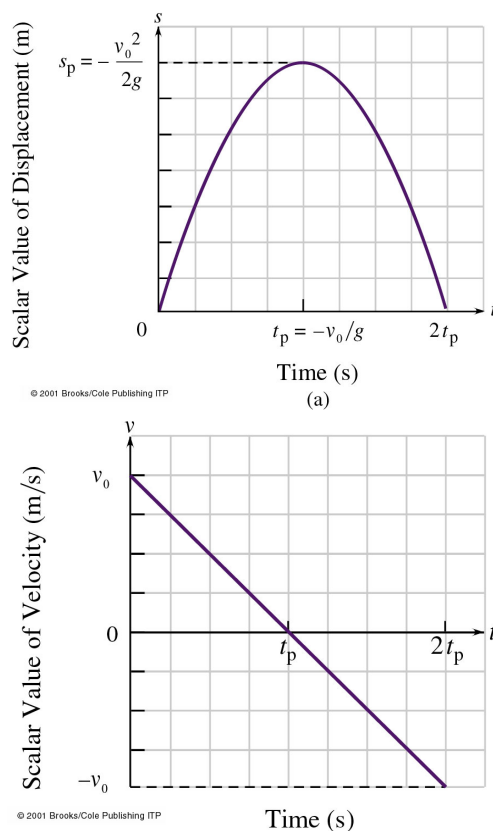 s
Scalar Value of Displacement (m)
sp = − v0²/2g
0
tp = −v0/g
2tp
t
Time (s)
© 2001 Brooks/Cole Publishing ITP
(a)
v
Scalar Value of Velocity (m/s)
v0
0
tp
2tp
t
−v0
© 2001 Brooks/Cole Publishing ITP
Time (s)